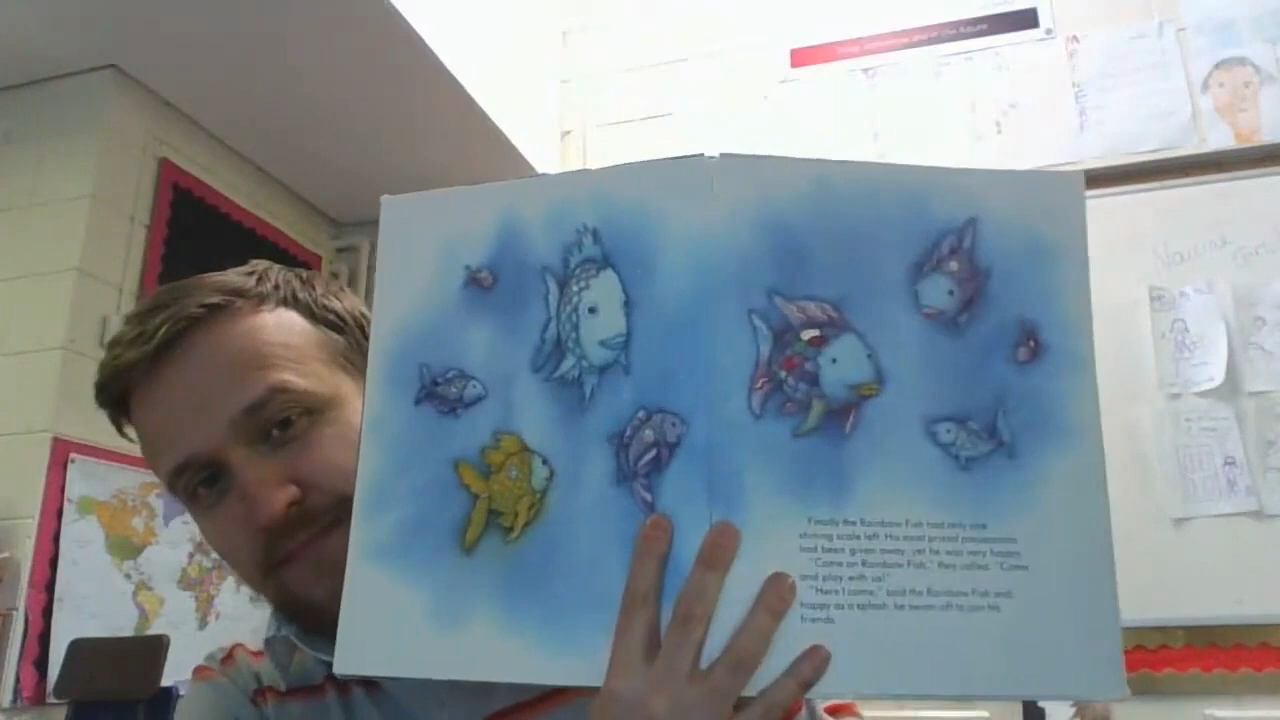 Finally the Rainbow Fish had only one
shining scale left. His most prized possessions
had been given away, yet he was very happy.
"Come on Rainbow Fish," they called. "Come
and play with us!"
"Here I come," said the Rainbow Fish and,
happy as a splash, he swam off to join his
friends.